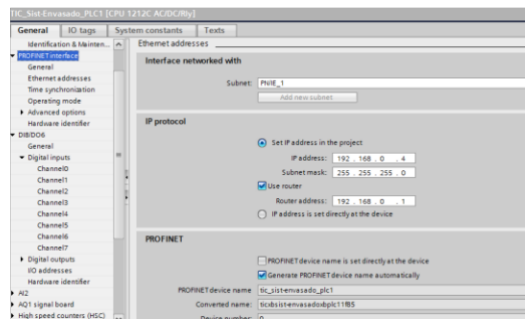 TIC_Sist-Envasado_PLC1 [CPU 1212C AC/DC/Rly]
General IO tags System constants Texts
Identification & Mainten...
PROFINET interface
General
Ethernet addresses
Time synchronization
Operating mode
Advanced options
Hardware identifier
DI8/DO6
General
Digital inputs
Channel0
Channel1
Channel2
Channel3
Channel4
Channel5
Channel6
Channel7
Digital outputs
I/O addresses
Hardware identifier
AI2
AQ1 signal board
High speed counters (HSC)
Ethernet addresses
Interface networked with
Subnet: PN/IE_1
Add new subnet
IP protocol
Set IP address in the project
IP address: 192 . 168 . 0 . 4
Subnet mask: 255 . 255 . 255 . 0
Use router
Router address: 192 . 168 . 0 . 1
IP address is set directly at the device
PROFINET
PROFINET device name is set directly at the device
Generate PROFINET device name automatically
PROFINET device name tic_sist-envasado_plc1
Converted name:
Device number: 0